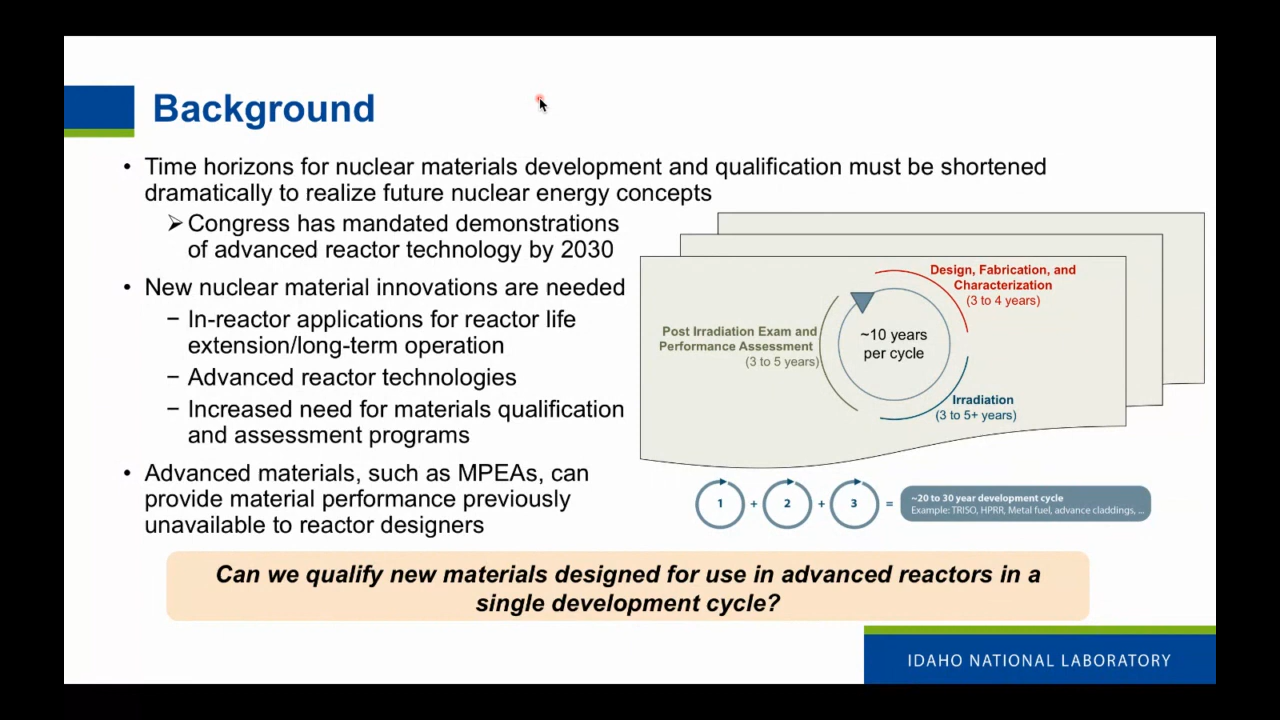 Background
• Time horizons for nuclear materials development and qualification must be shortened
dramatically to realize future nuclear energy concepts
➢ Congress has mandated demonstrations
of advanced reactor technology by 2030
• New nuclear material innovations are needed
− In-reactor applications for reactor life
extension/long-term operation
− Advanced reactor technologies
− Increased need for materials qualification
and assessment programs
• Advanced materials, such as MPEAs, can
provide material performance previously
unavailable to reactor designers
Design, Fabrication, and
Characterization
(3 to 4 years)
Post Irradiation Exam and
Performance Assessment
(3 to 5 years)
~10 years
per cycle
Irradiation
(3 to 5+ years)
1 + 2 + 3 =
~20 to 30 year development cycle
Example: TRISO, HPRR, Metal fuel, advance claddings, ...
Can we qualify new materials designed for use in advanced reactors in a
single development cycle?
IDAHO NATIONAL LABORATORY